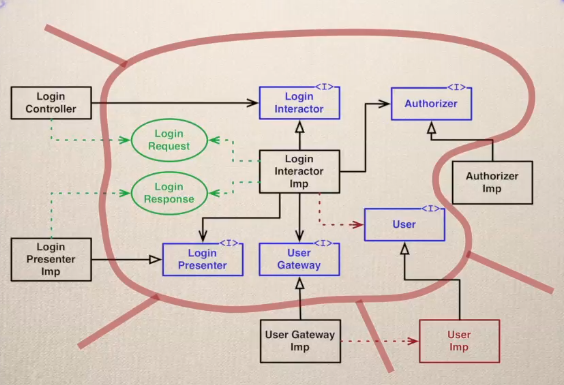 <I>
Login
Interactor
<I>
Authorizer
Login
Controller
Login
Request
Login
Interactor
Imp
Authorizer
Imp
Login
Response
<I>
User
Login
Presenter
Imp
<I>
Login
Presenter
<I>
User
Gateway
User Gateway
Imp
User
Imp